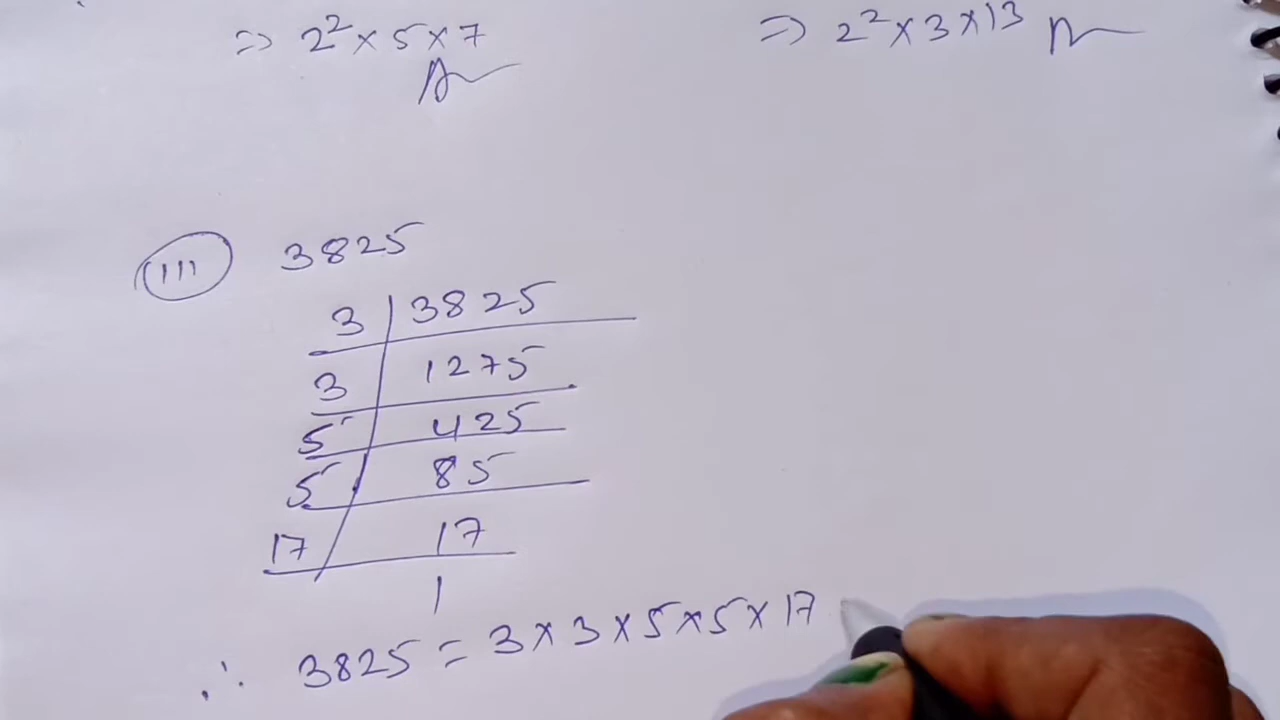 ⇒ 2² × 5 × 7
⇒ 2² × 3 × 13
(III) 3825
3 | 3825
3 | 1275
5 | 425
5 | 85
17 | 17
1
∴ 3825 = 3 × 3 × 5 × 5 × 17